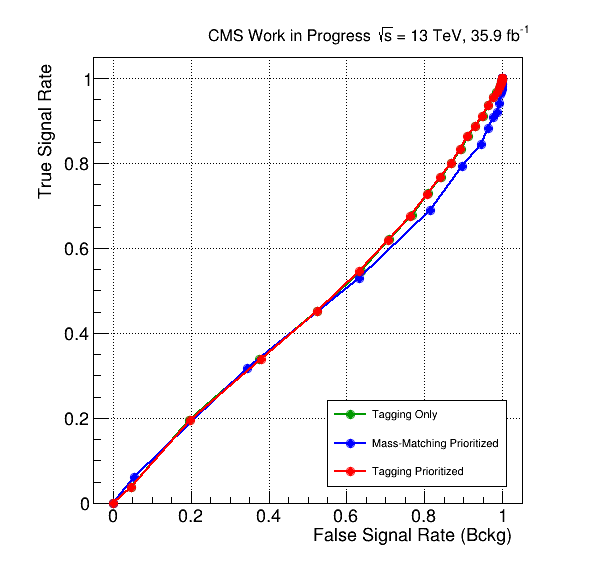 CMS Work in Progress √s = 13 TeV, 35.9 fb⁻¹
True Signal Rate
1
0.8
0.6
0.4
0.2
0
Tagging Only
Mass-Matching Prioritized
Tagging Prioritized
0 0.2 0.4 0.6 0.8 1
False Signal Rate (Bckg)